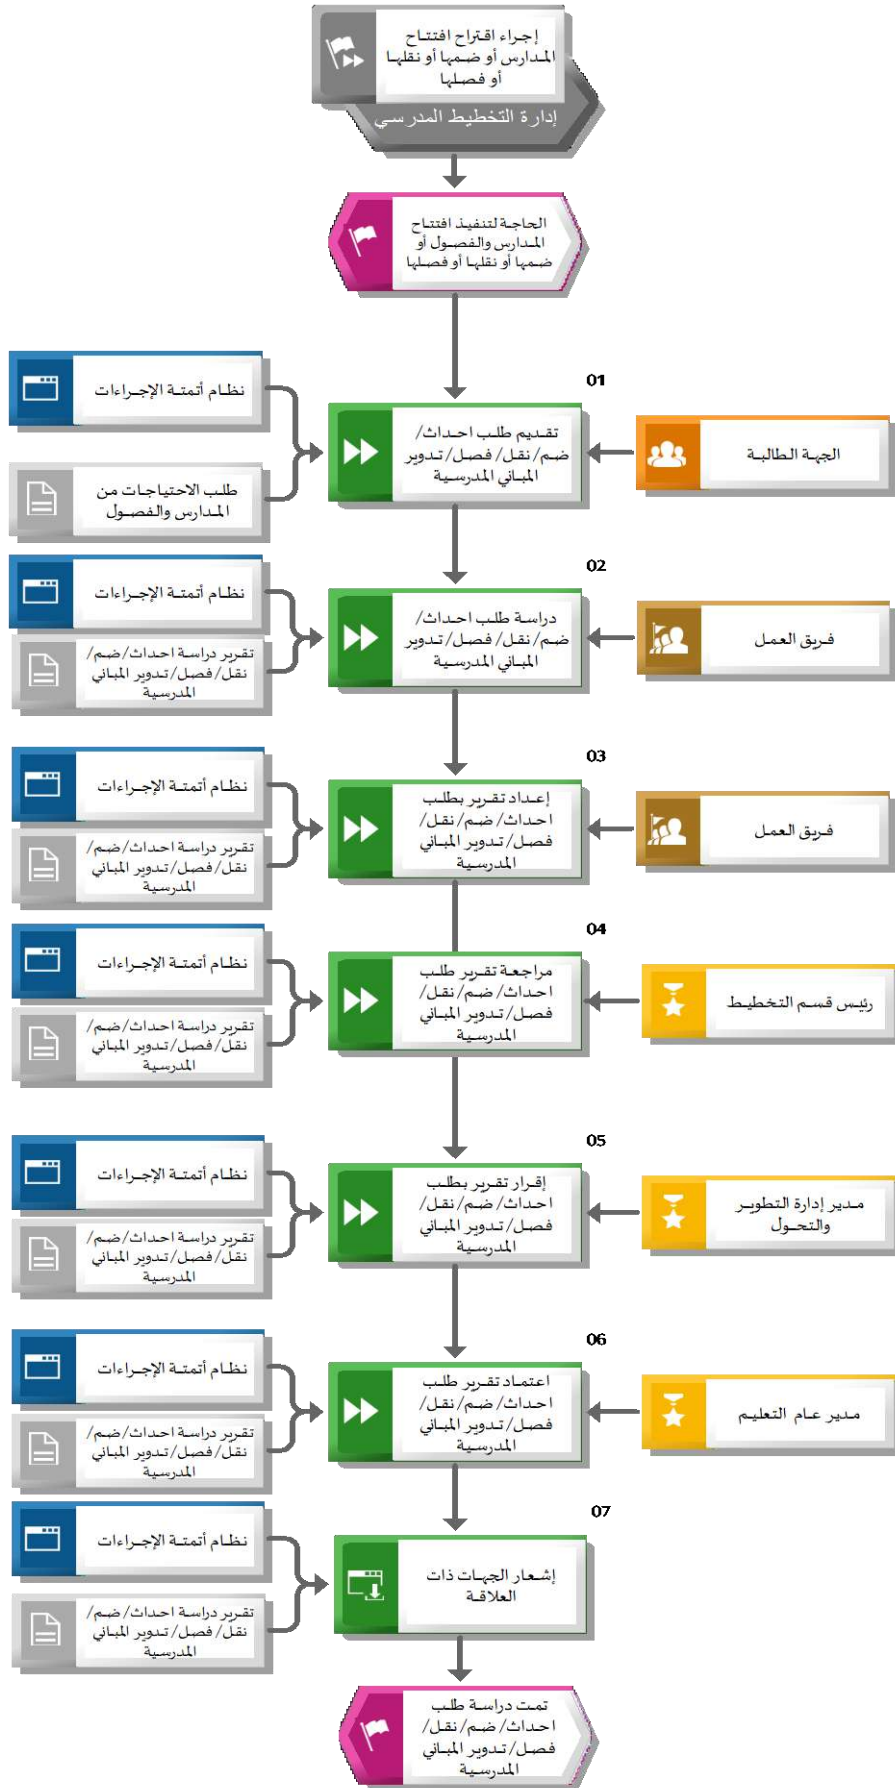 إجراء اقتراح افتتاح
المدارس أو ضمها أو نقلها
أو فصلها
إدارة التخطيط المدرسي
الحاجة لتنفيذ افتتاح
المدارس والفصول أو
ضمها أو نقلها أو فصلها
01
نظام أتمتة الإجراءات
تقديم طلب احداث/
ضم/ نقل/ فصل/ تدوير
المباني المدرسية
الجهة الطالبة
طلب الاحتياجات من
المدارس والفصول
02
نظام أتمتة الإجراءات
دراسة طلب احداث/
ضم/ نقل/ فصل/ تدوير
المباني المدرسية
فريق العمل
تقرير دراسة احداث/ ضم/
نقل/ فصل/ تدوير المباني
المدرسية
03
نظام أتمتة الإجراءات
إعداد تقرير بطلب
احداث/ ضم/ نقل/
فصل/ تدوير المباني
المدرسية
فريق العمل
تقرير دراسة احداث/ ضم/
نقل/ فصل/ تدوير المباني
المدرسية
04
نظام أتمتة الإجراءات
مراجعة تقرير طلب
احداث/ ضم/ نقل/
فصل/ تدوير المباني
المدرسية
رئيس قسم التخطيط
تقرير دراسة احداث/ ضم/
نقل/ فصل/ تدوير المباني
المدرسية
05
نظام أتمتة الإجراءات
إقرار تقرير بطلب
احداث/ ضم/ نقل/
فصل/ تدوير المباني
المدرسية
مدير إدارة التطوير
والتحول
تقرير دراسة احداث/ ضم/
نقل/ فصل/ تدوير المباني
المدرسية
06
نظام أتمتة الإجراءات
اعتماد تقرير طلب
احداث/ ضم/ نقل/
فصل/ تدوير المباني
المدرسية
مدير عام التعليم
تقرير دراسة احداث/ ضم/
نقل/ فصل/ تدوير المباني
المدرسية
07
نظام أتمتة الإجراءات
إشعار الجهات ذات
العلاقة
تقرير دراسة احداث/ ضم/
نقل/ فصل/ تدوير المباني
المدرسية
تمت دراسة طلب
احداث/ ضم/ نقل/
فصل/ تدوير المباني
المدرسية